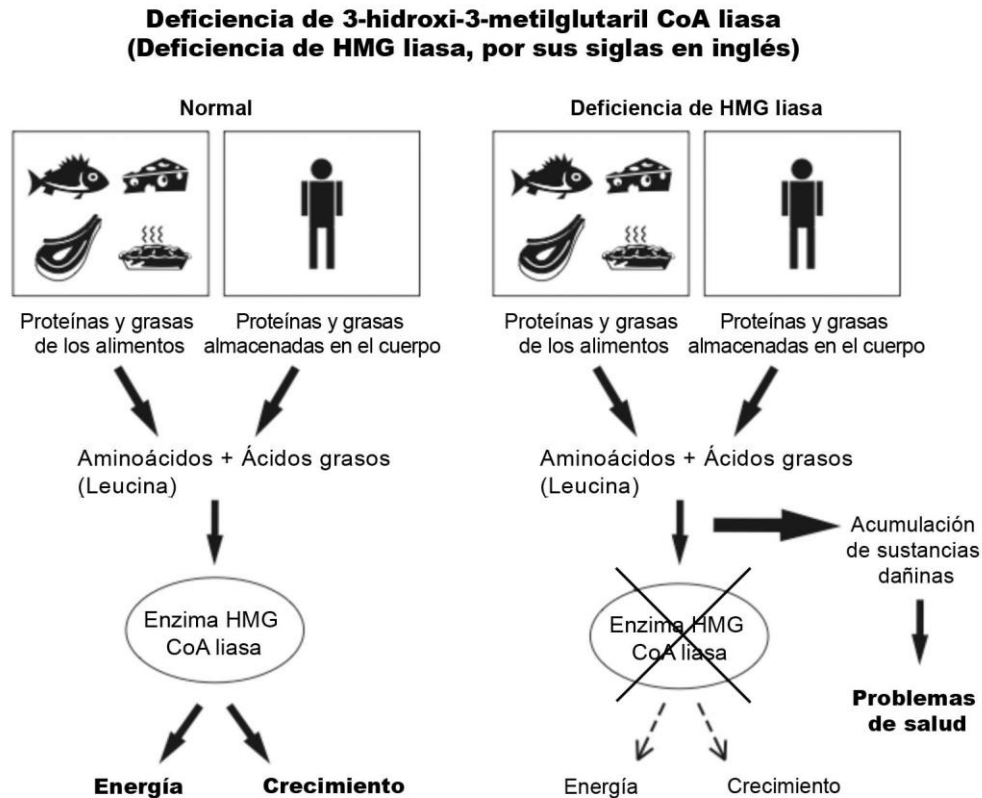 Deficiencia de 3-hidroxi-3-metilglutaril CoA liasa
(Deficiencia de HMG liasa, por sus siglas en inglés)
Normal
Proteínas y grasas
de los alimentos
Proteínas y grasas
almacenadas en el cuerpo
Aminoácidos + Ácidos grasos
(Leucina)
Enzima HMG
CoA liasa
Energía
Crecimiento
Deficiencia de HMG liasa
Proteínas y grasas
de los alimentos
Proteínas y grasas
almacenadas en el cuerpo
Aminoácidos + Ácidos grasos
(Leucina)
Acumulación
de sustancias
dañinas
Enzima HMG
CoA liasa
Problemas
de salud
Energía
Crecimiento